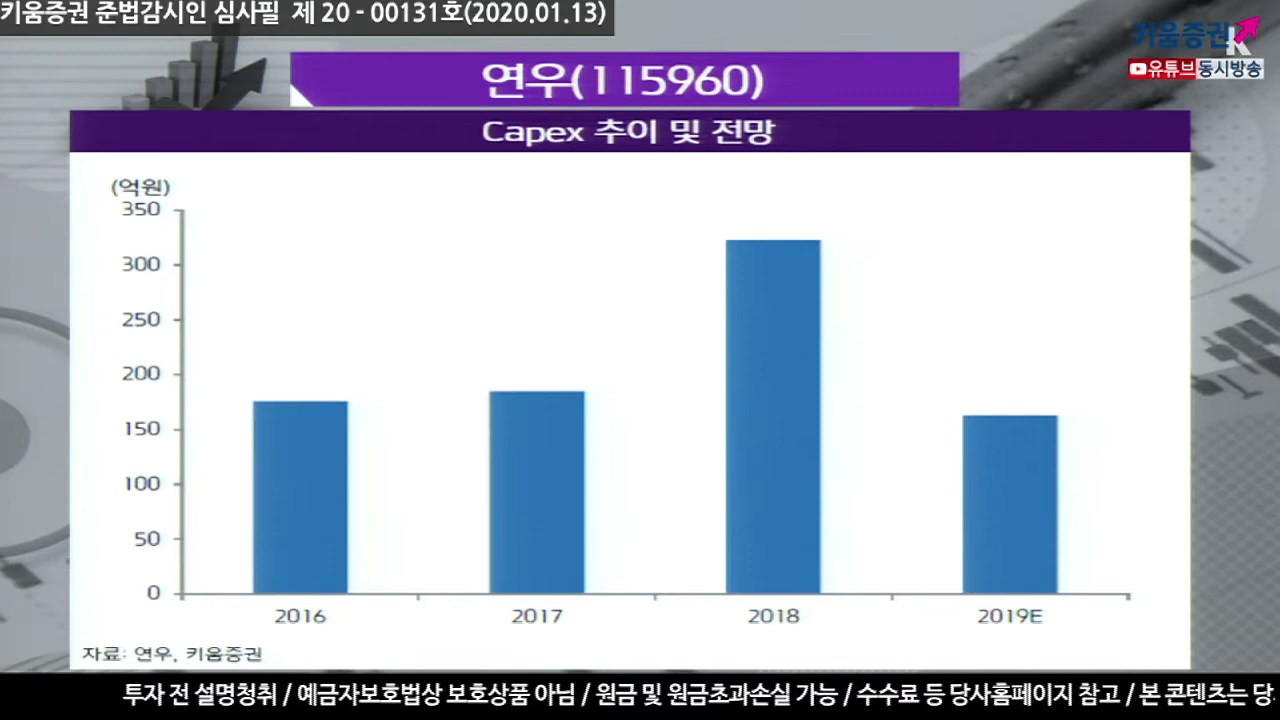 키움증권 준법감시인 심사필 제 20 - 00131호(2020.01.13)
키움증권
유튜브 동시방송
연우(115960)
Capex 추이 및 전망
(억원)
350
300
250
200
150
100
50
0
2016 2017 2018 2019E
자료: 연우, 키움증권
투자 전 설명청취 / 예금자보호법상 보호상품 아님 / 원금 및 원금초과손실 가능 / 수수료 등 당사홈페이지 참고 / 본 콘텐츠는 당